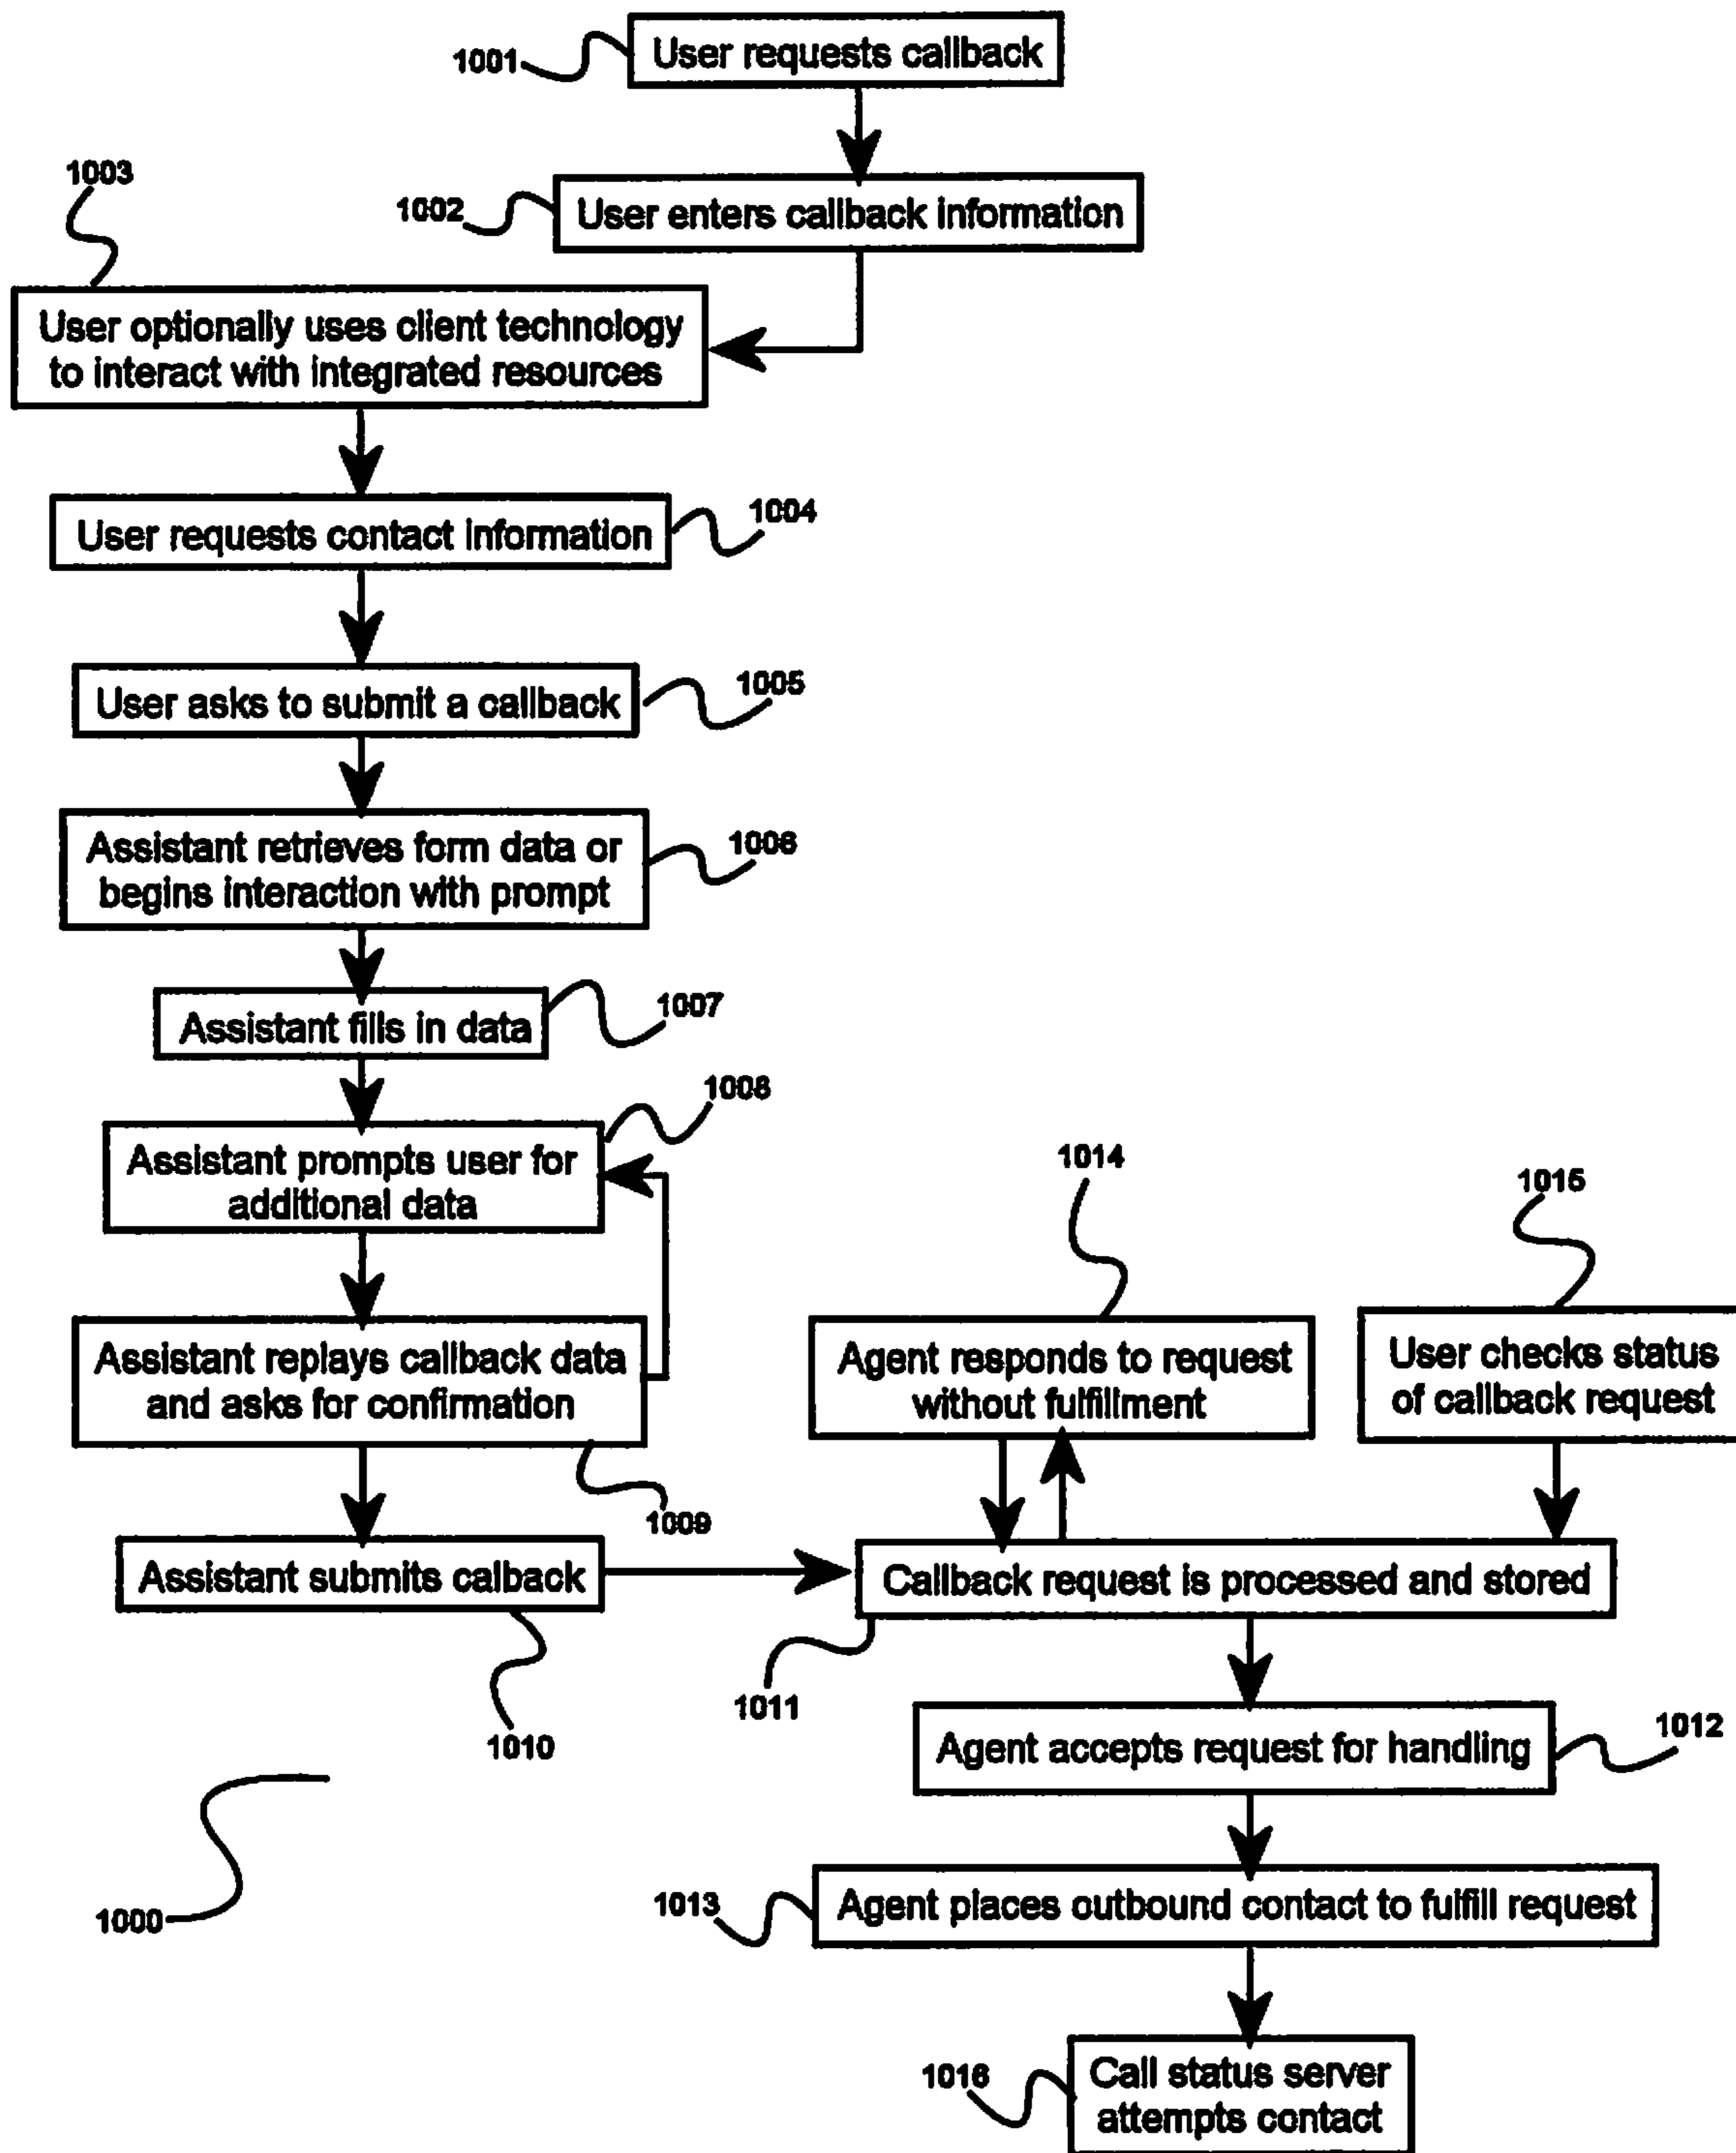 1001
User requests callback
1002
User enters callback information
1003
User optionally uses client technology
to interact with integrated resources
User requests contact information
1004
User asks to submit a callback
1005
Assistant retrieves form data or
begins interaction with prompt
1006
Assistant fills in data
1007
1008
Assistant prompts user for
additional data
Assistant replays callback data
and asks for confirmation
1009
Assistant submits calback
1010
1014
Agent responds to request
without fulfillment
1015
User checks status
of callback request
Callback request is processed and stored
1011
Agent accepts request for handling
1012
1013
Agent places outbound contact to fulfill request
1016
Call status server
attempts contact
1000